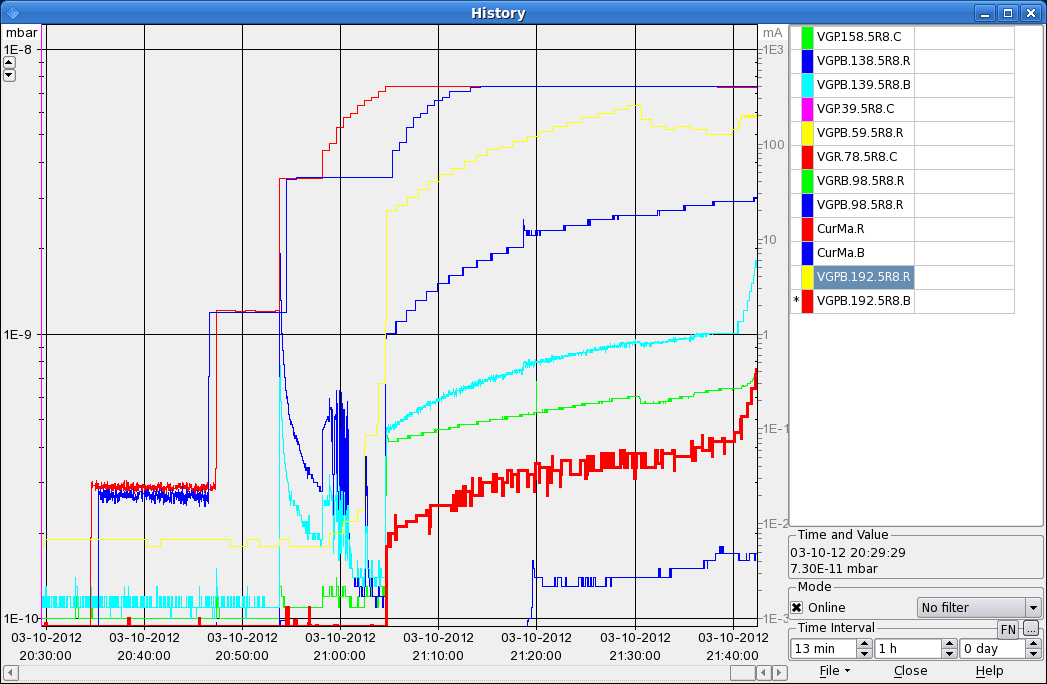 History
mbar
mA
1E-8
1E3
100
10
1E-9
1
1E-1
1E-2
1E-10
1E-3
03-10-2012 03-10-2012 03-10-2012 03-10-2012 03-10-2012 03-10-2012 03-10-2012 03-10-2012
20:30:00 20:40:00 20:50:00 21:00:00 21:10:00 21:20:00 21:30:00 21:40:00
VGP.158.5R8.C
VGPB.138.5R8.R
VGPB.139.5R8.B
VGP.39.5R8.C
VGPB.59.5R8.R
VGR.78.5R8.C
VGRB.98.5R8.R
VGPB.98.5R8.R
CurMa.R
CurMa.B
VGPB.192.5R8.R
* VGPB.192.5R8.B
Time and Value
03-10-12 20:29:29
7.30E-11 mbar
Mode
Online No filter
Time Interval FN ...
13 min 1 h 0 day
File Close Help